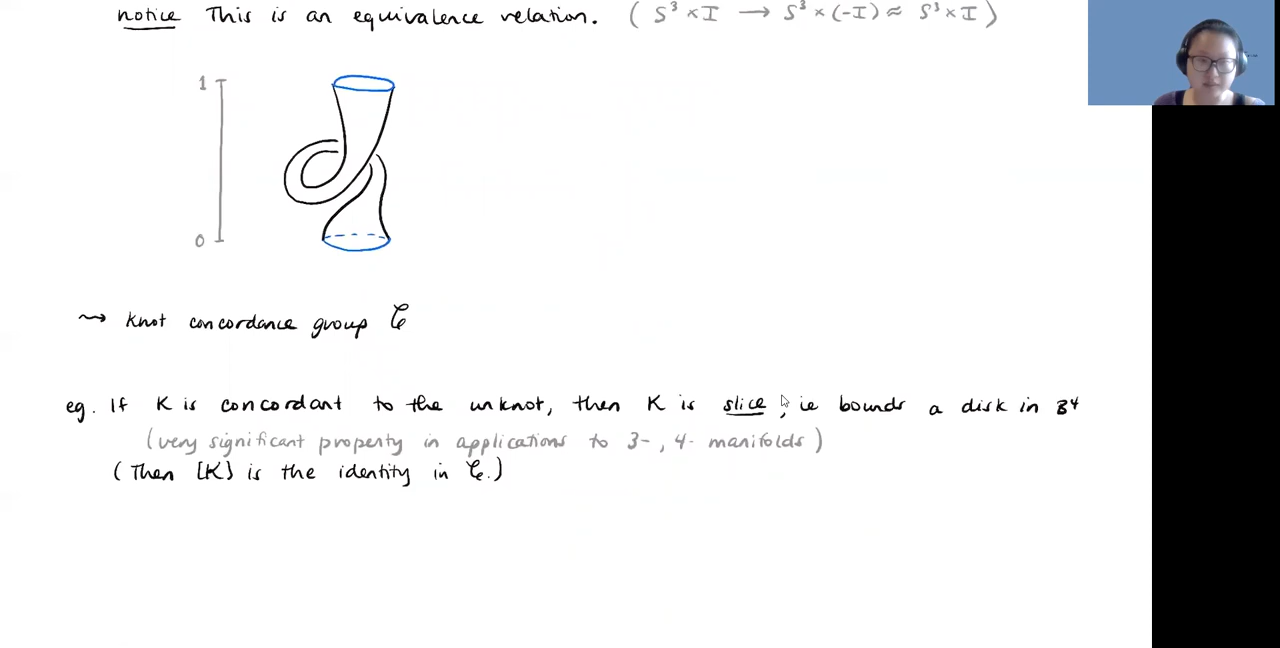 notice This is an equivalence relation. ( S³ × I → S³ × (-I) ≈ S³ × I )
1
0
⇝ knot concordance group 𝒞
eg. If K is concordant to the unknot, then K is slice, ie bounds a disk in B⁴
(very significant property in applications to 3-, 4- manifolds)
(Then [K] is the identity in 𝒞.)